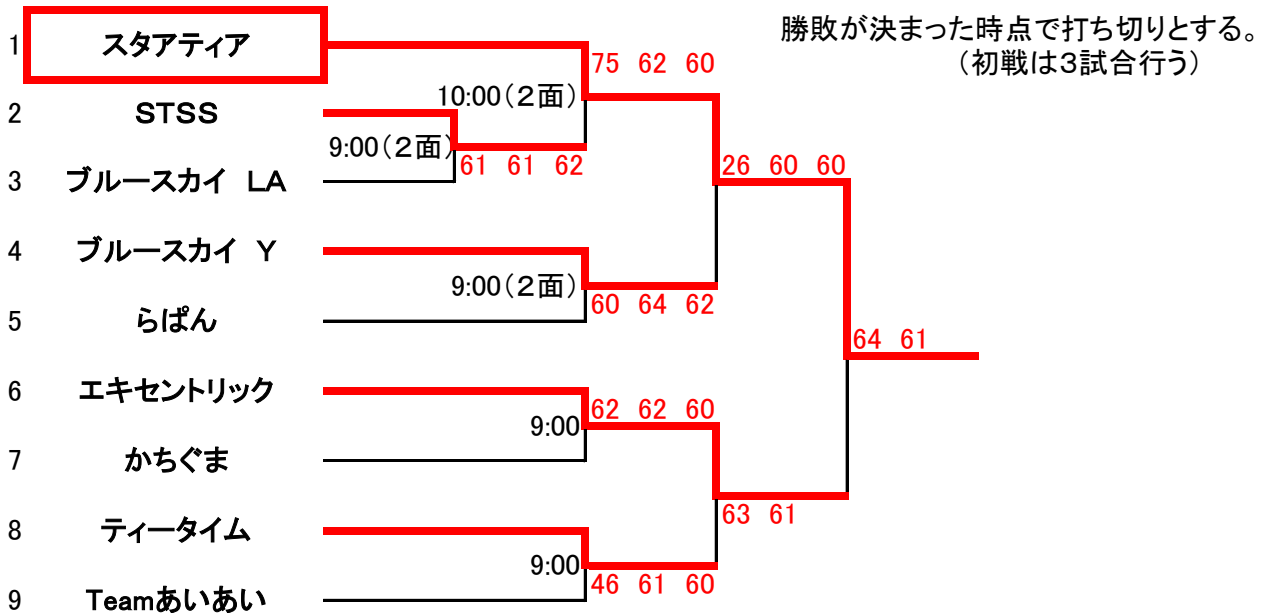 勝敗が決まった時点で打ち切りとする。
（初戦は３試合行う）
1 スタアティア
75 62 60
10:00（２面）
2 ＳＴＳＳ
9:00（２面）
61 61 62
3 ブルースカイ　ＬＡ
26 60 60
4 ブルースカイ　Ｙ
9:00（２面）
60 64 62
5 らぱん
64 61
6 エキセントリック
62 62 60
9:00
7 かちぐま
63 61
8 ティータイム
9:00
46 61 60
9 Teamあいあい